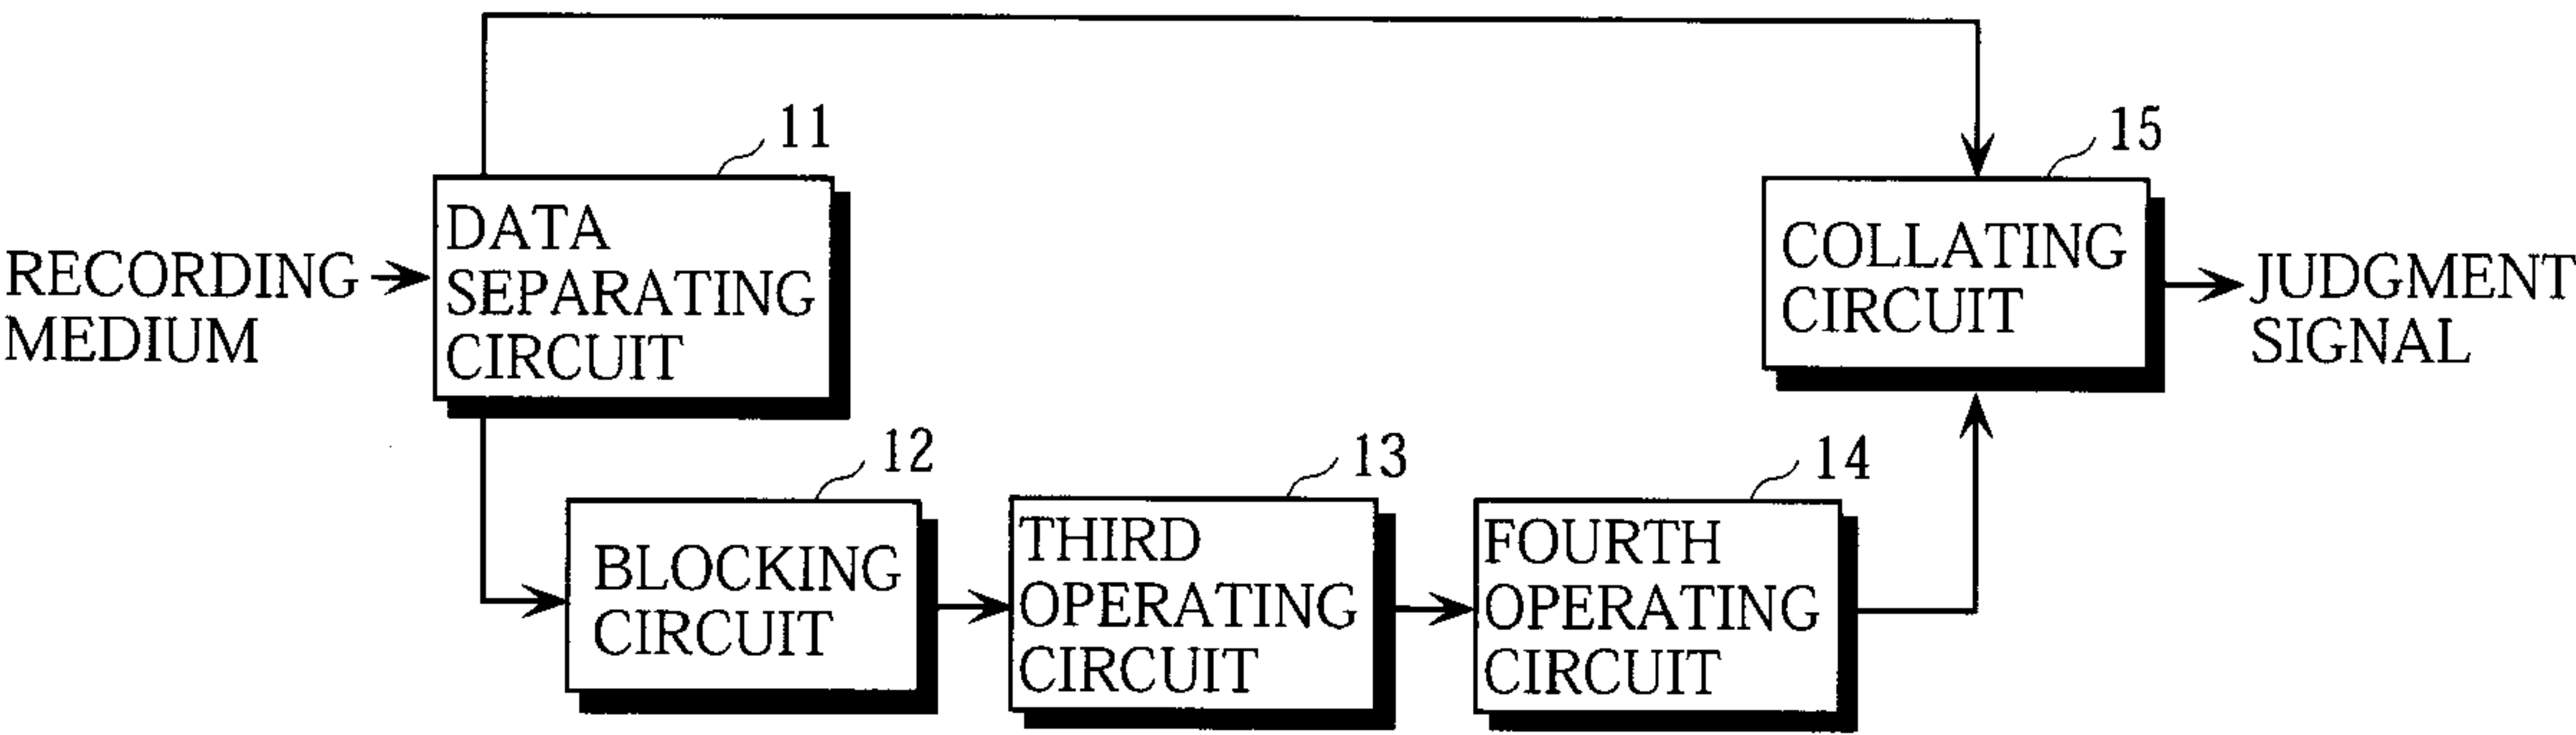 11
15
RECORDING
MEDIUM
DATA
SEPARATING
CIRCUIT
COLLATING
CIRCUIT
JUDGMENT
SIGNAL
12
13
14
BLOCKING
CIRCUIT
THIRD
OPERATING
CIRCUIT
FOURTH
OPERATING
CIRCUIT